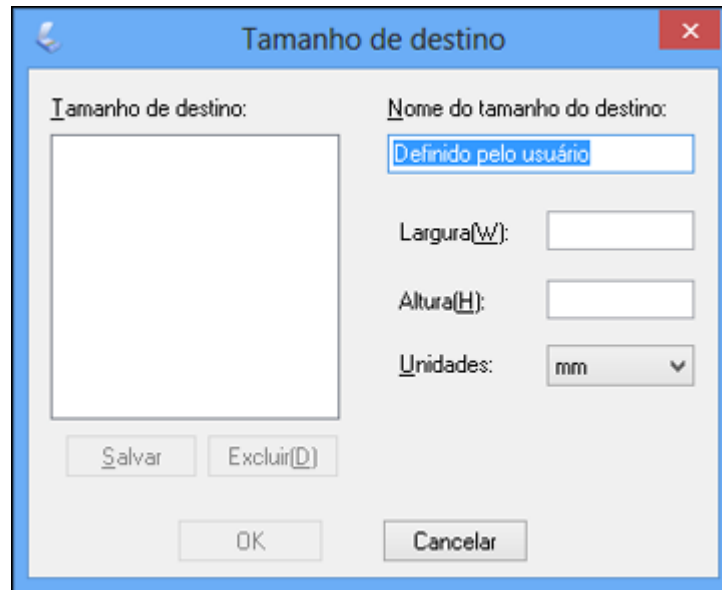 Tamanho de destino
Tamanho de destino:
Nome do tamanho do destino:
Definido pelo usuário
Largura(W):
Altura(H):
Unidades:
mm
Salvar
Excluir(D)
OK
Cancelar